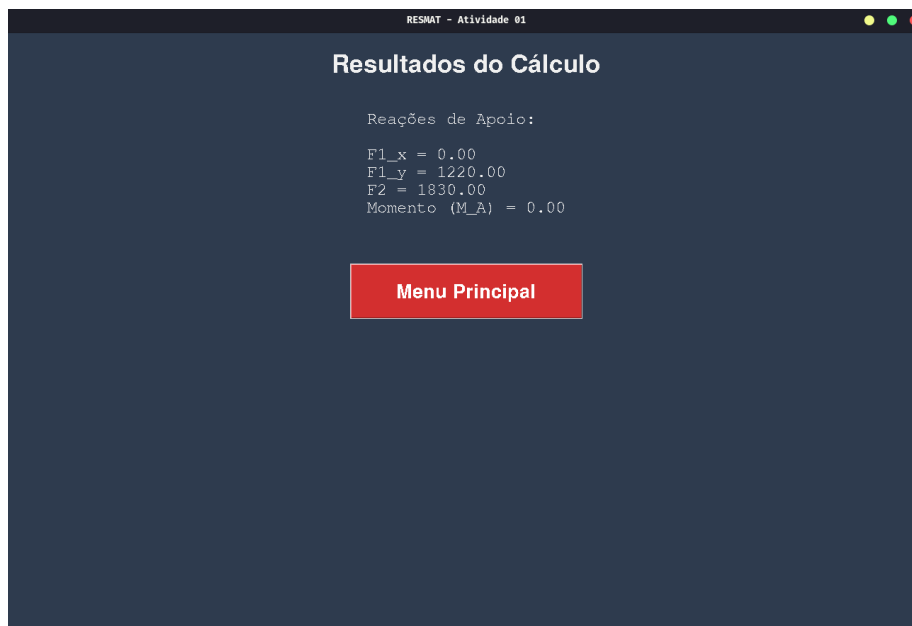 RESMAT - Atividade 01
Resultados do Cálculo
Reações de Apoio:
F1_x = 0.00
F1_y = 1220.00
F2 = 1830.00
Momento (M_A) = 0.00
Menu Principal